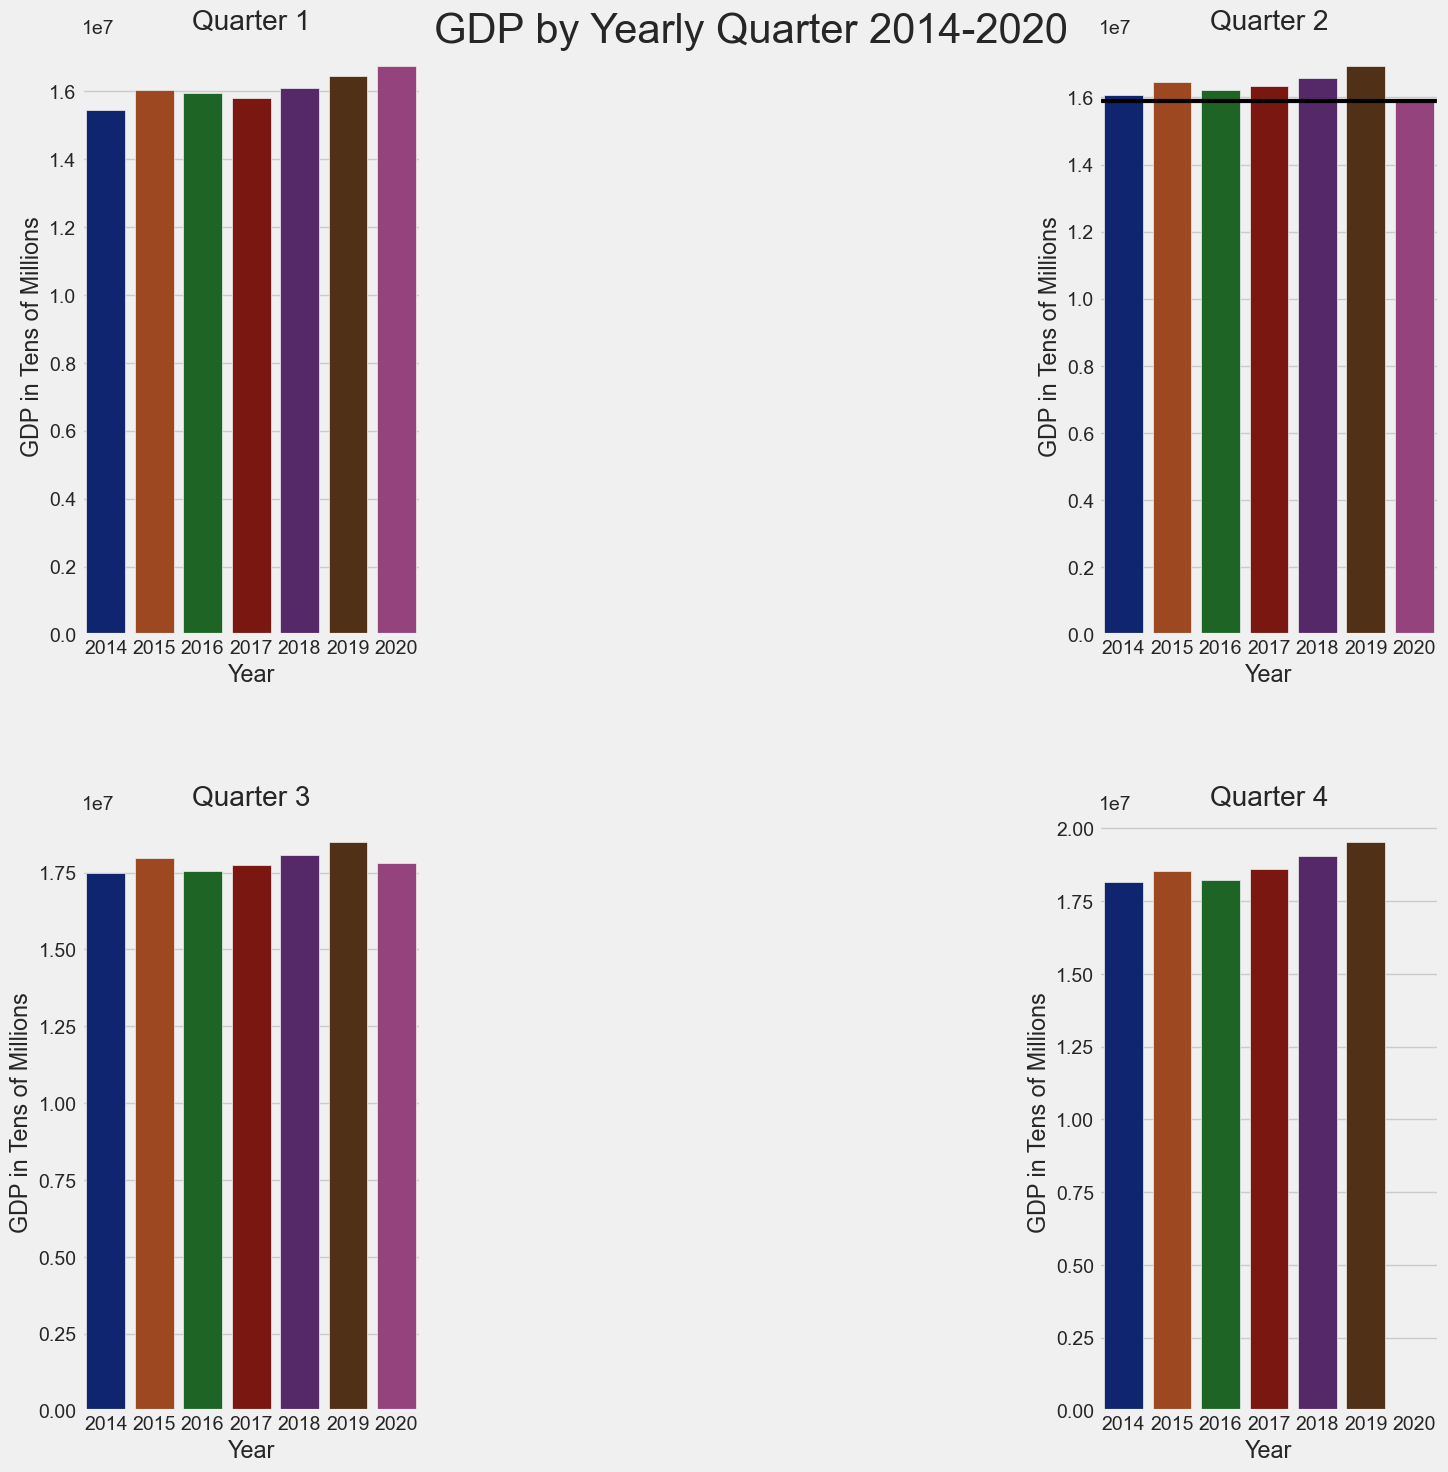 GDP by Yearly Quarter 2014-2020
Quarter 1
1e7
1.6
1.4
1.2
1.0
0.8
0.6
0.4
0.2
0.0
GDP in Tens of Millions
2014 2015 2016 2017 2018 2019 2020
Year
Quarter 2
1e7
1.6
1.4
1.2
1.0
0.8
0.6
0.4
0.2
0.0
GDP in Tens of Millions
2014 2015 2016 2017 2018 2019 2020
Year
Quarter 3
1e7
1.75
1.50
1.25
1.00
0.75
0.50
0.25
0.00
GDP in Tens of Millions
2014 2015 2016 2017 2018 2019 2020
Year
Quarter 4
1e7
2.00
1.75
1.50
1.25
1.00
0.75
0.50
0.25
0.00
GDP in Tens of Millions
2014 2015 2016 2017 2018 2019 2020
Year